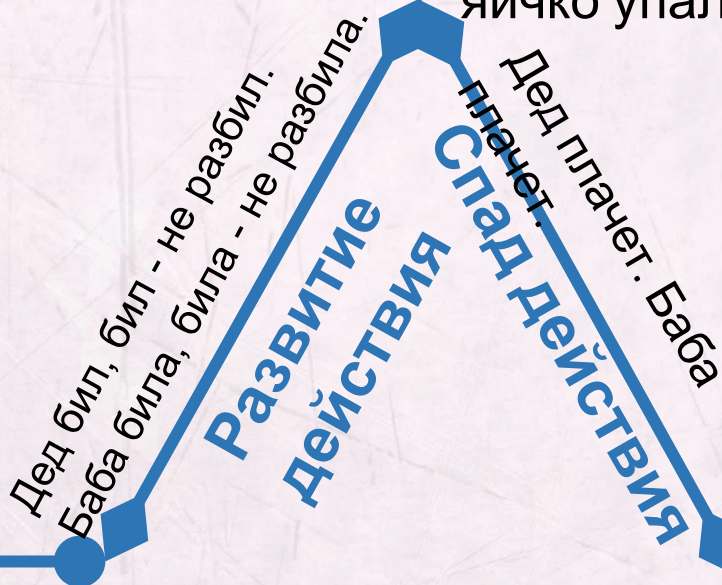 яичко упал
Дед бил, бил - не разбил.
Баба била, била - не разбила.
Развитие
действия
Дед плачет. Баба
плачет.
Спад действия